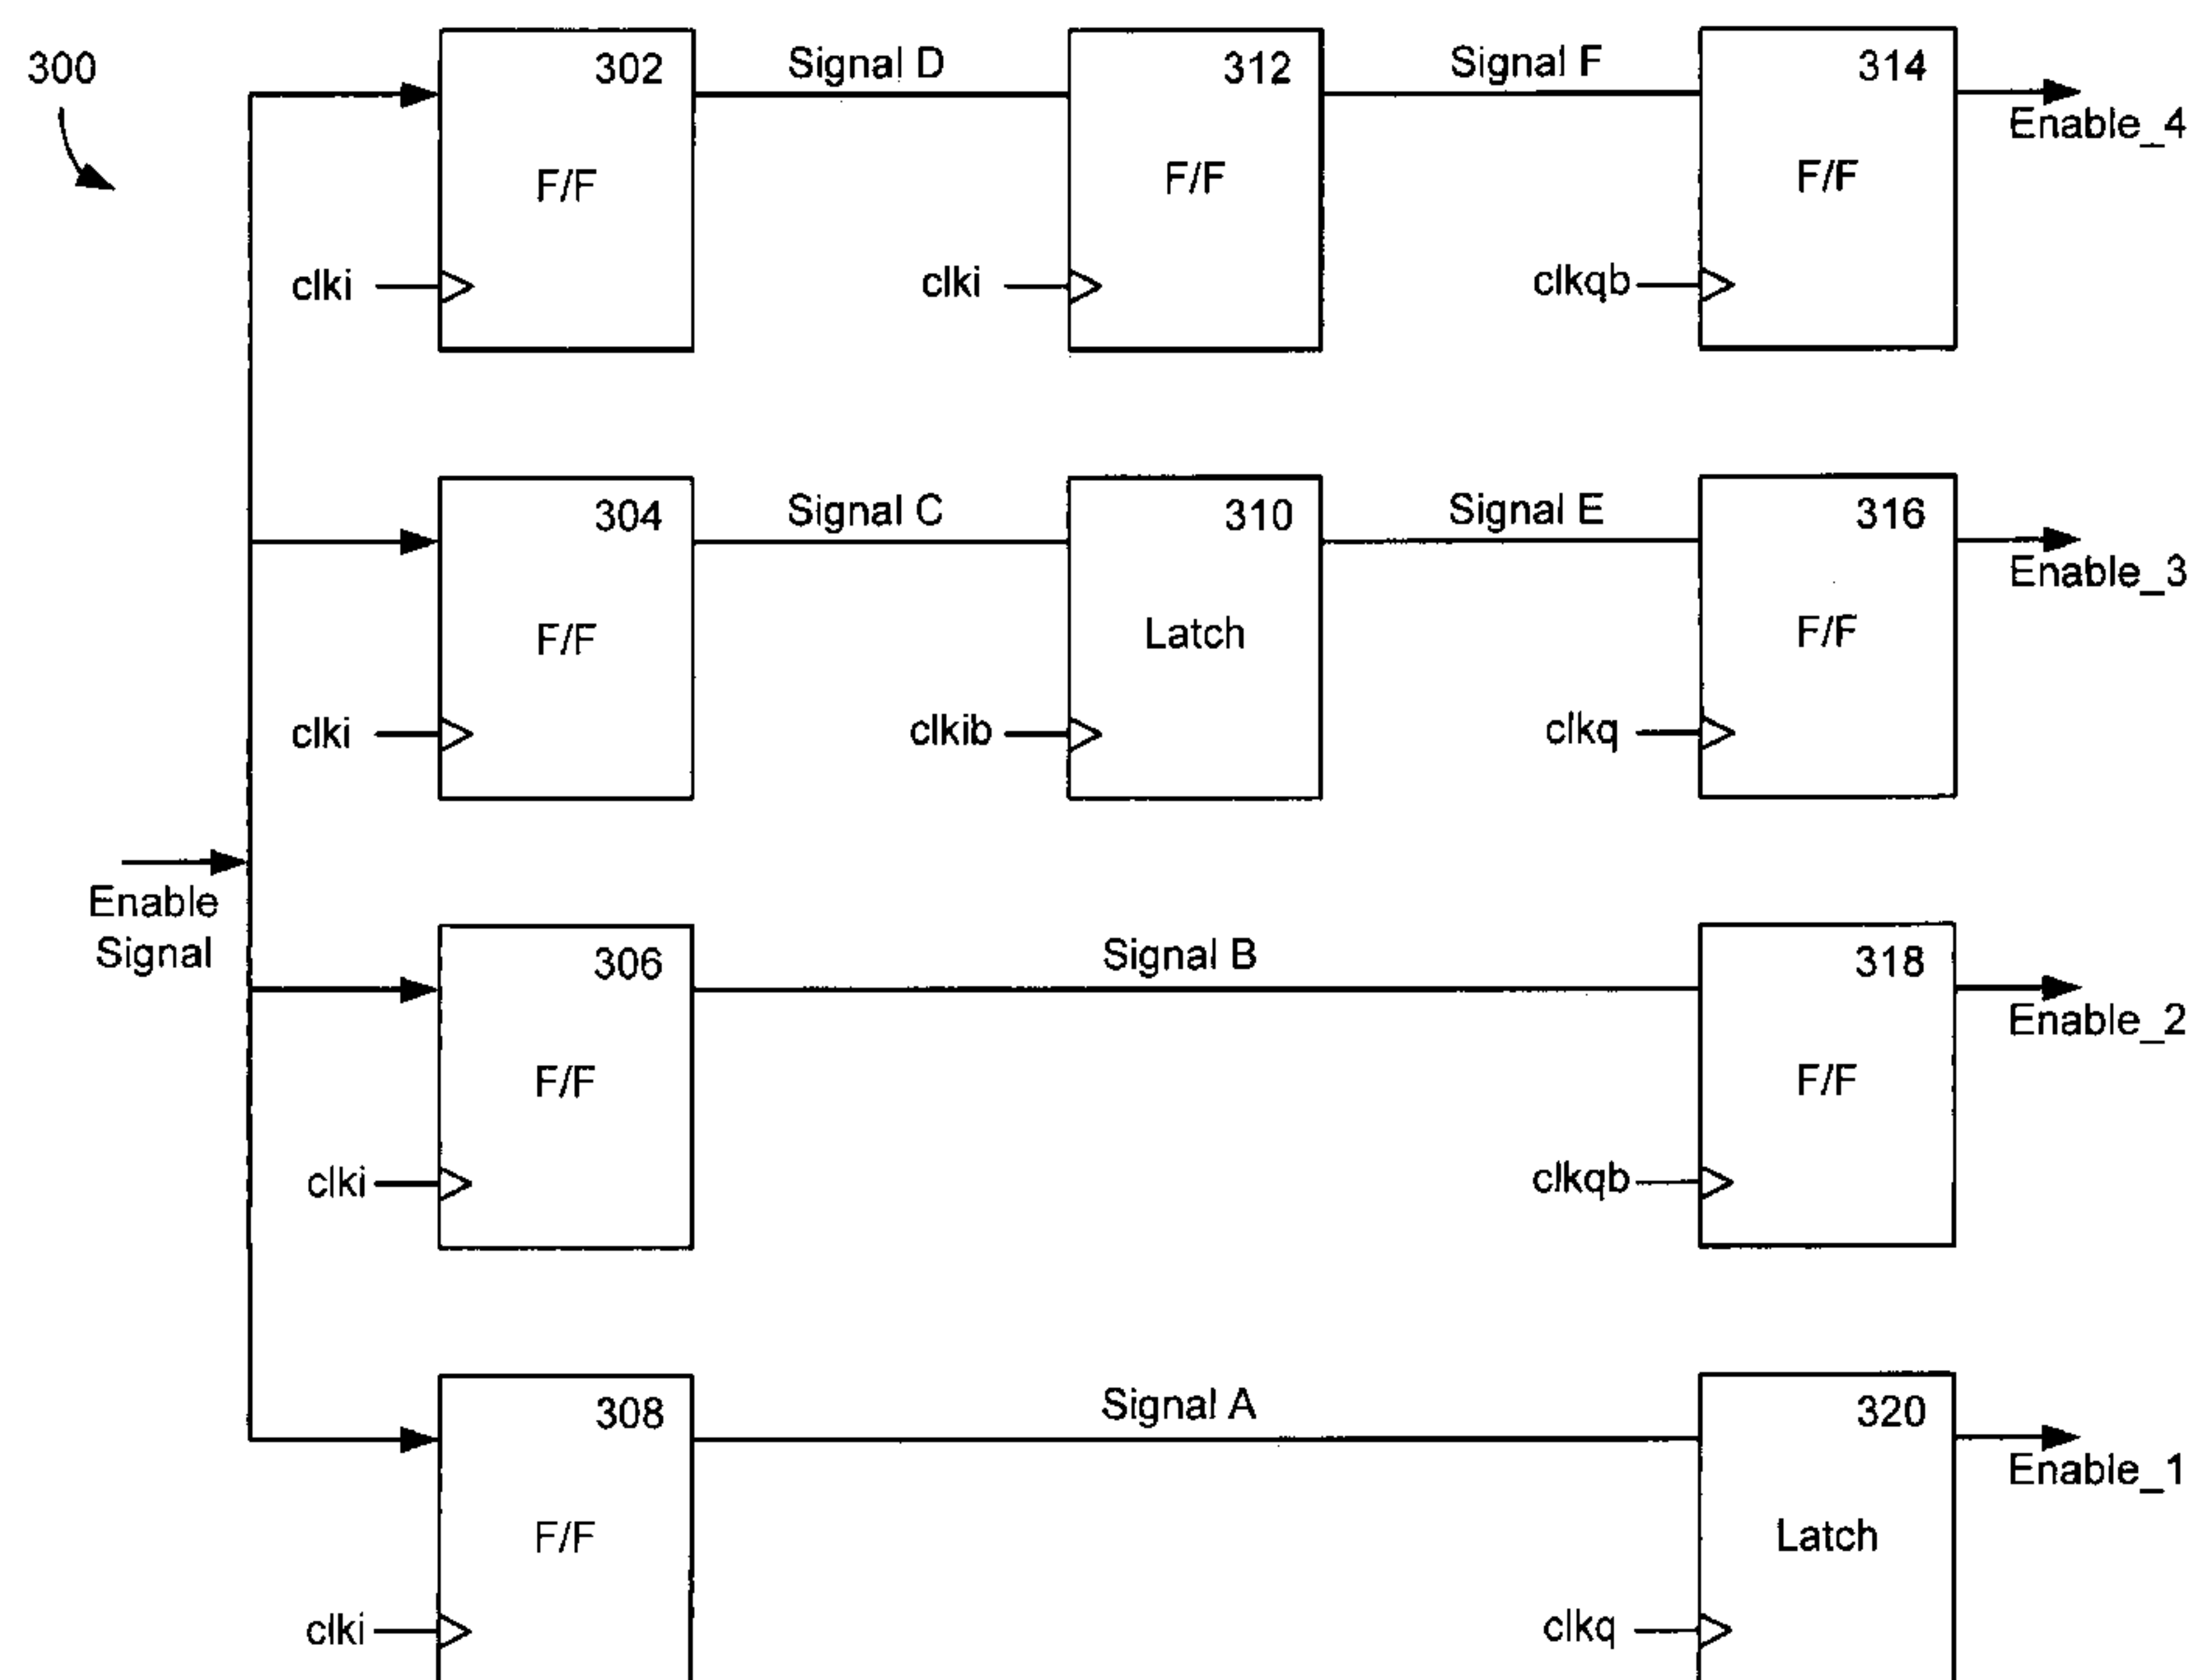 300
302
Signal D
312
Signal F
314
Enable_4
F/F
F/F
F/F
clki
clki
clkqb
304
Signal C
310
Signal E
316
Enable_3
F/F
Latch
F/F
clki
clkib
clkq
Enable
Signal
306
Signal B
318
Enable_2
F/F
F/F
clki
clkqb
308
Signal A
320
Enable_1
F/F
Latch
clki
clkq